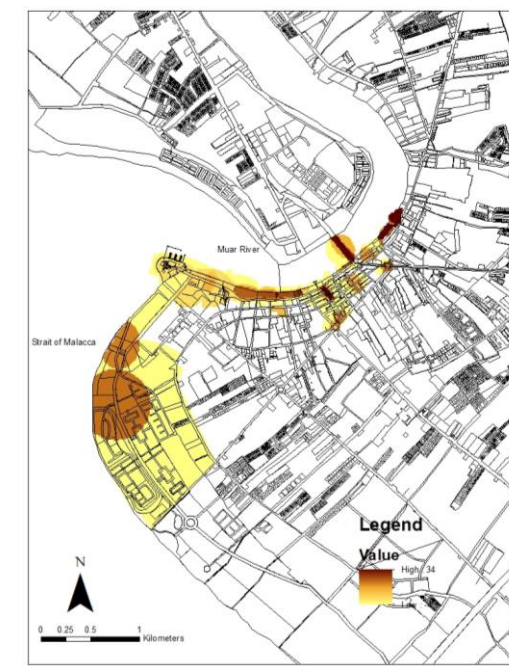 Muar River
Strait of Malacca
Legend
Value
High : 34
N
0 0.25 0.5 1
Kilometers